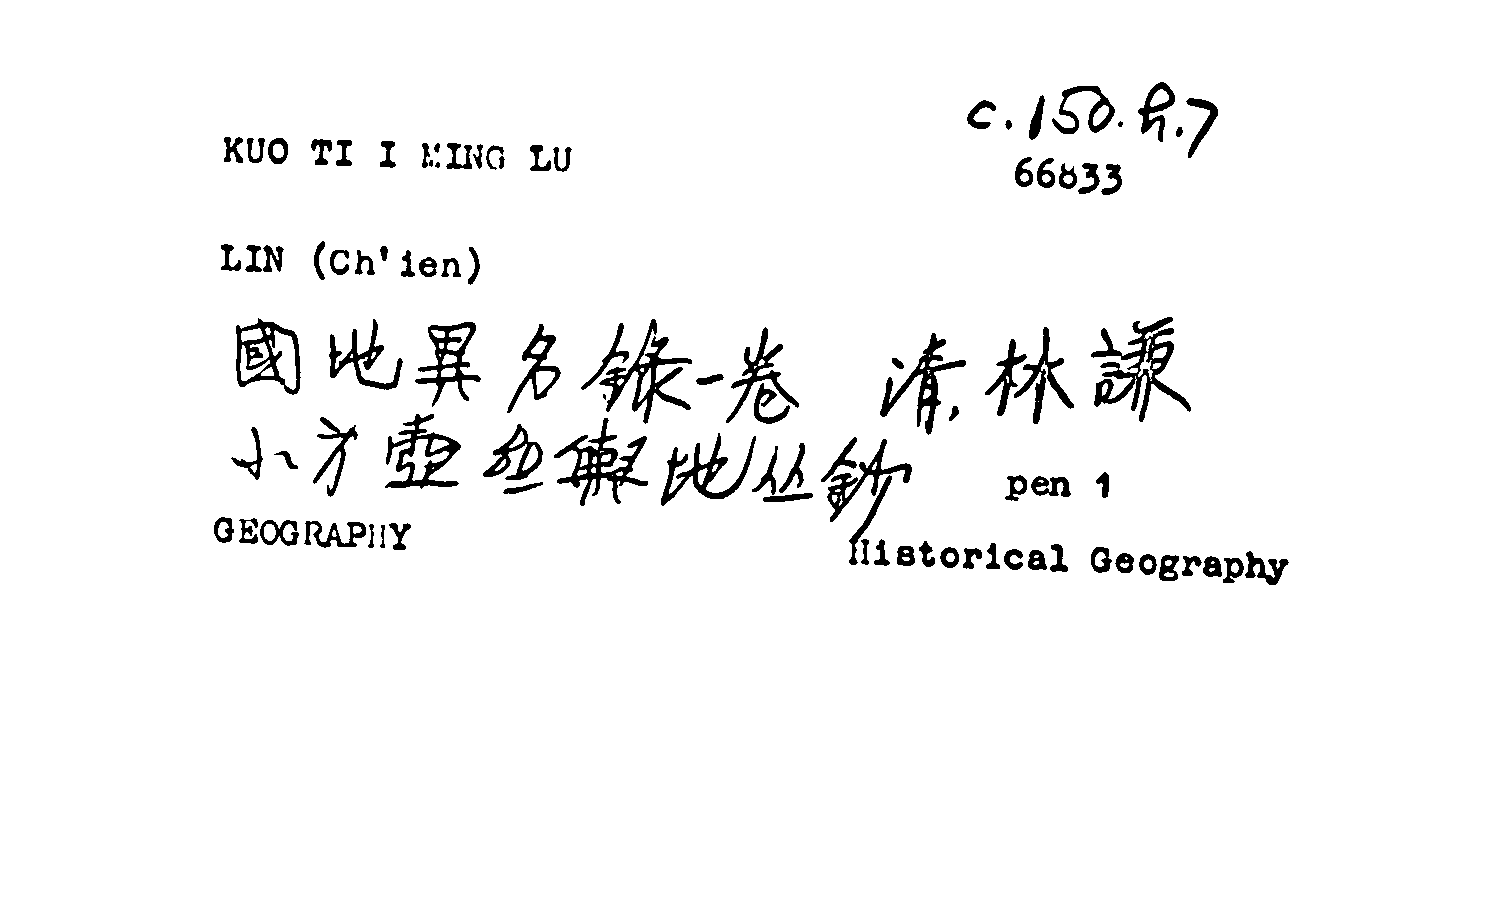 c.150.h.7
KUO TI I MING LU
66833
LIN (Ch'ien)
國地異名錄一卷 清.林謙
小方壺齋輿地丛鈔 pen 1
GEOGRAPHY
Historical Geography